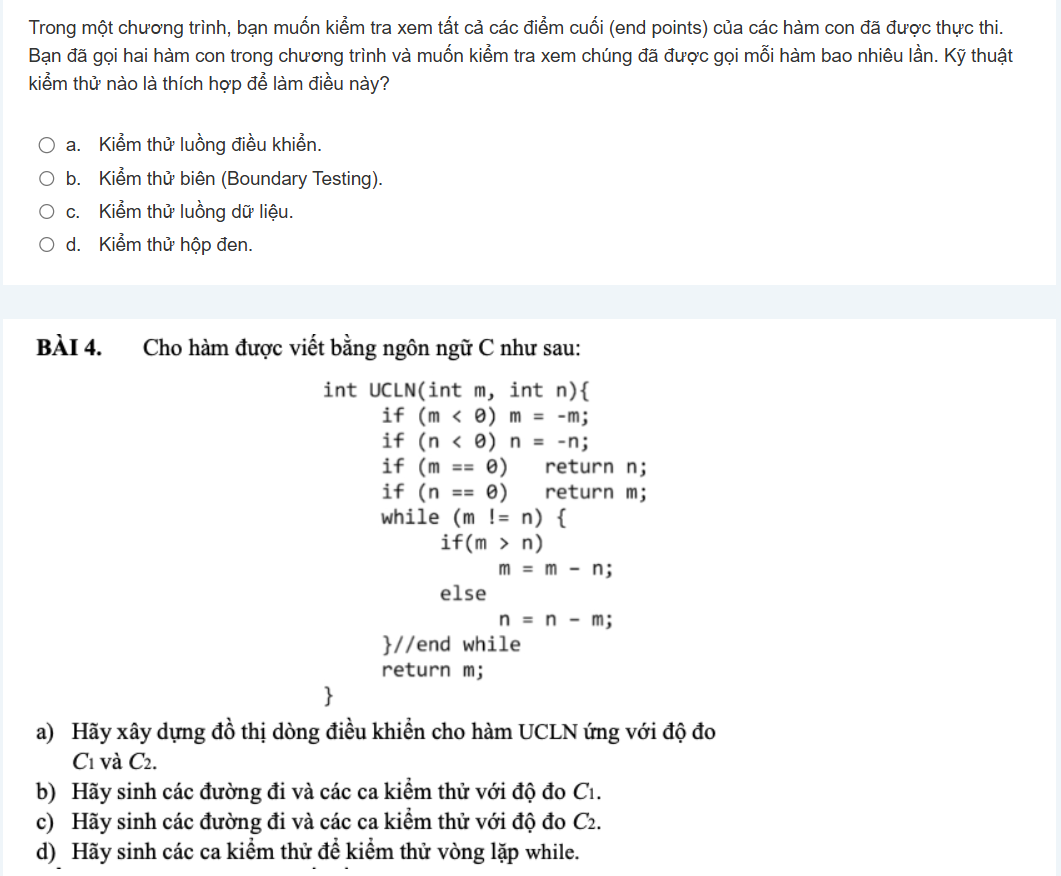 Trong một chương trình, bạn muốn kiểm tra xem tất cả các điểm cuối (end points) của các hàm con đã được thực thi.
Bạn đã gọi hai hàm con trong chương trình và muốn kiểm tra xem chúng đã được gọi mỗi hàm bao nhiêu lần. Kỹ thuật
kiểm thử nào là thích hợp để làm điều này?
a. Kiểm thử luồng điều khiển.
b. Kiểm thử biên (Boundary Testing).
c. Kiểm thử luồng dữ liệu.
d. Kiểm thử hộp đen.
BÀI 4. Cho hàm được viết bằng ngôn ngữ C như sau:
int UCLN(int m, int n){
if (m < 0) m = -m;
if (n < 0) n = -n;
if (m == 0) return n;
if (n == 0) return m;
while (m != n) {
if(m > n)
m = m - n;
else
n = n - m;
}//end while
return m;
}
a) Hãy xây dựng đồ thị dòng điều khiển cho hàm UCLN ứng với độ đo
C1 và C2.
b) Hãy sinh các đường đi và các ca kiểm thử với độ đo C1.
c) Hãy sinh các đường đi và các ca kiểm thử với độ đo C2.
d) Hãy sinh các ca kiểm thử để kiểm thử vòng lặp while.